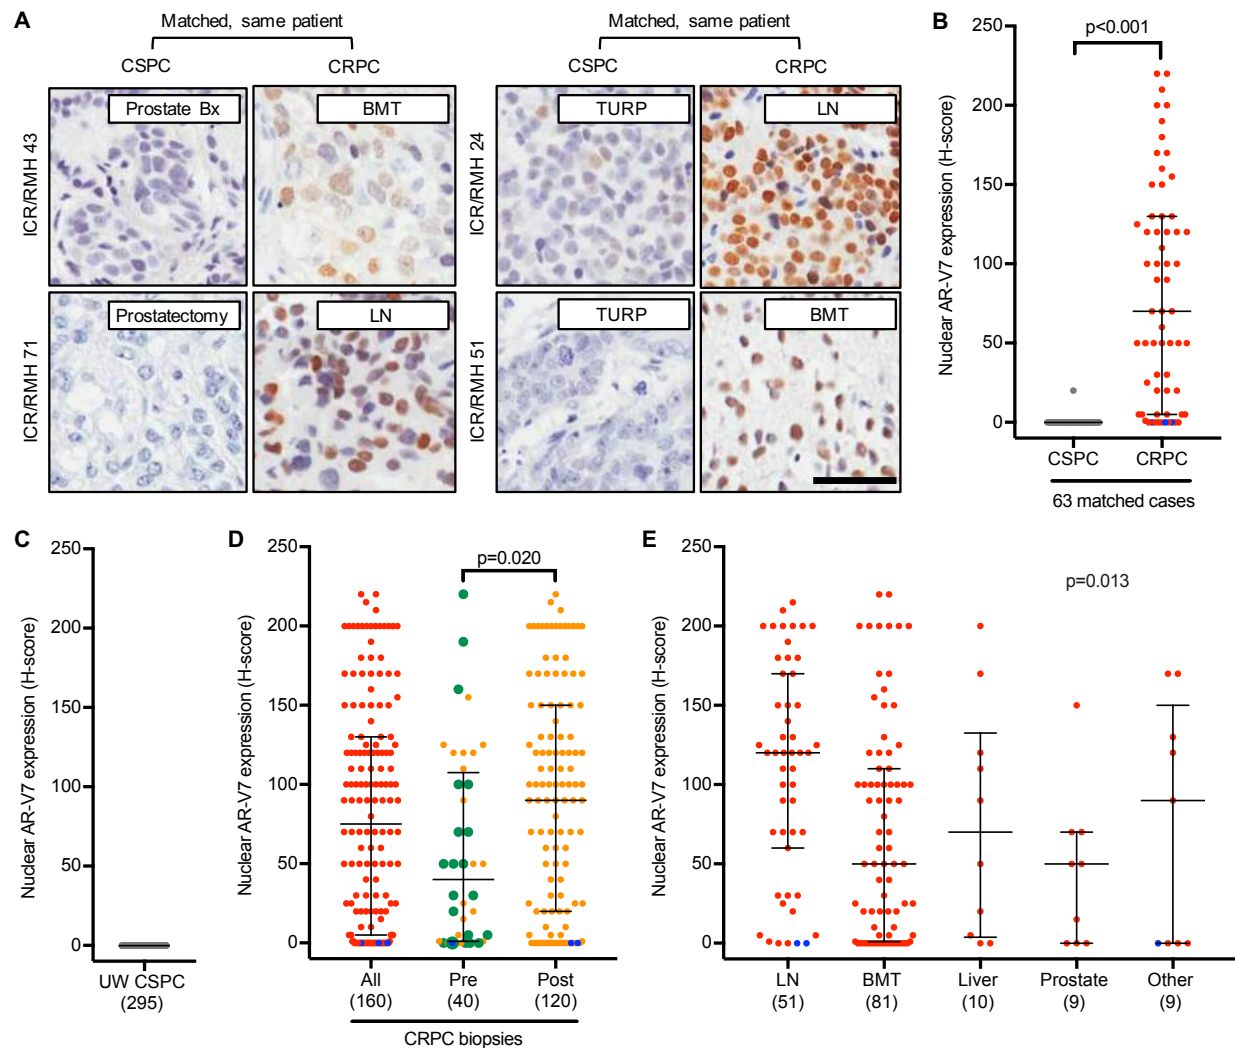 A
Matched, same patient
Matched, same patient
CSPC
CRPC
CSPC
CRPC
ICR/RMH 43
Prostate Bx
BMT
ICR/RMH 24
TURP
LN
ICR/RMH 71
Prostatectomy
LN
ICR/RMH 51
TURP
BMT
B
Nuclear AR-V7 expression (H-score)
250
200
150
100
50
0
p<0.001
CSPC
CRPC
63 matched cases
C
Nuclear AR-V7 expression (H-score)
250
200
150
100
50
0
UW CSPC
(295)
D
Nuclear AR-V7 expression (H-score)
250
200
150
100
50
0
p=0.020
All
Pre
Post
(160)
(40)
(120)
CRPC biopsies
E
Nuclear AR-V7 expression (H-score)
250
200
150
100
50
0
p=0.013
LN
BMT
Liver
Prostate
Other
(51)
(81)
(10)
(9)
(9)